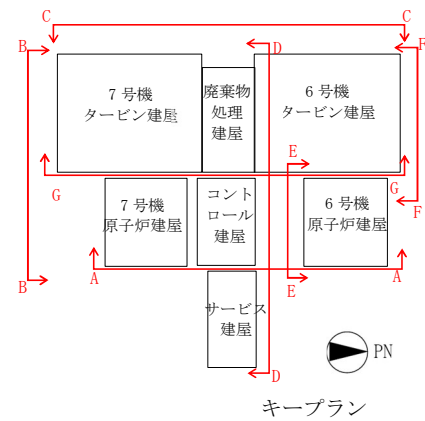 C
C
B
D
F
7号機
タービン建屋
廃棄物
処理
建屋
6号機
タービン建屋
E
G
G
F
7号機
原子炉建屋
コント
ロール
建屋
6号機
原子炉建屋
A
A
B
E
サービス
建屋
PN
D
キープラン